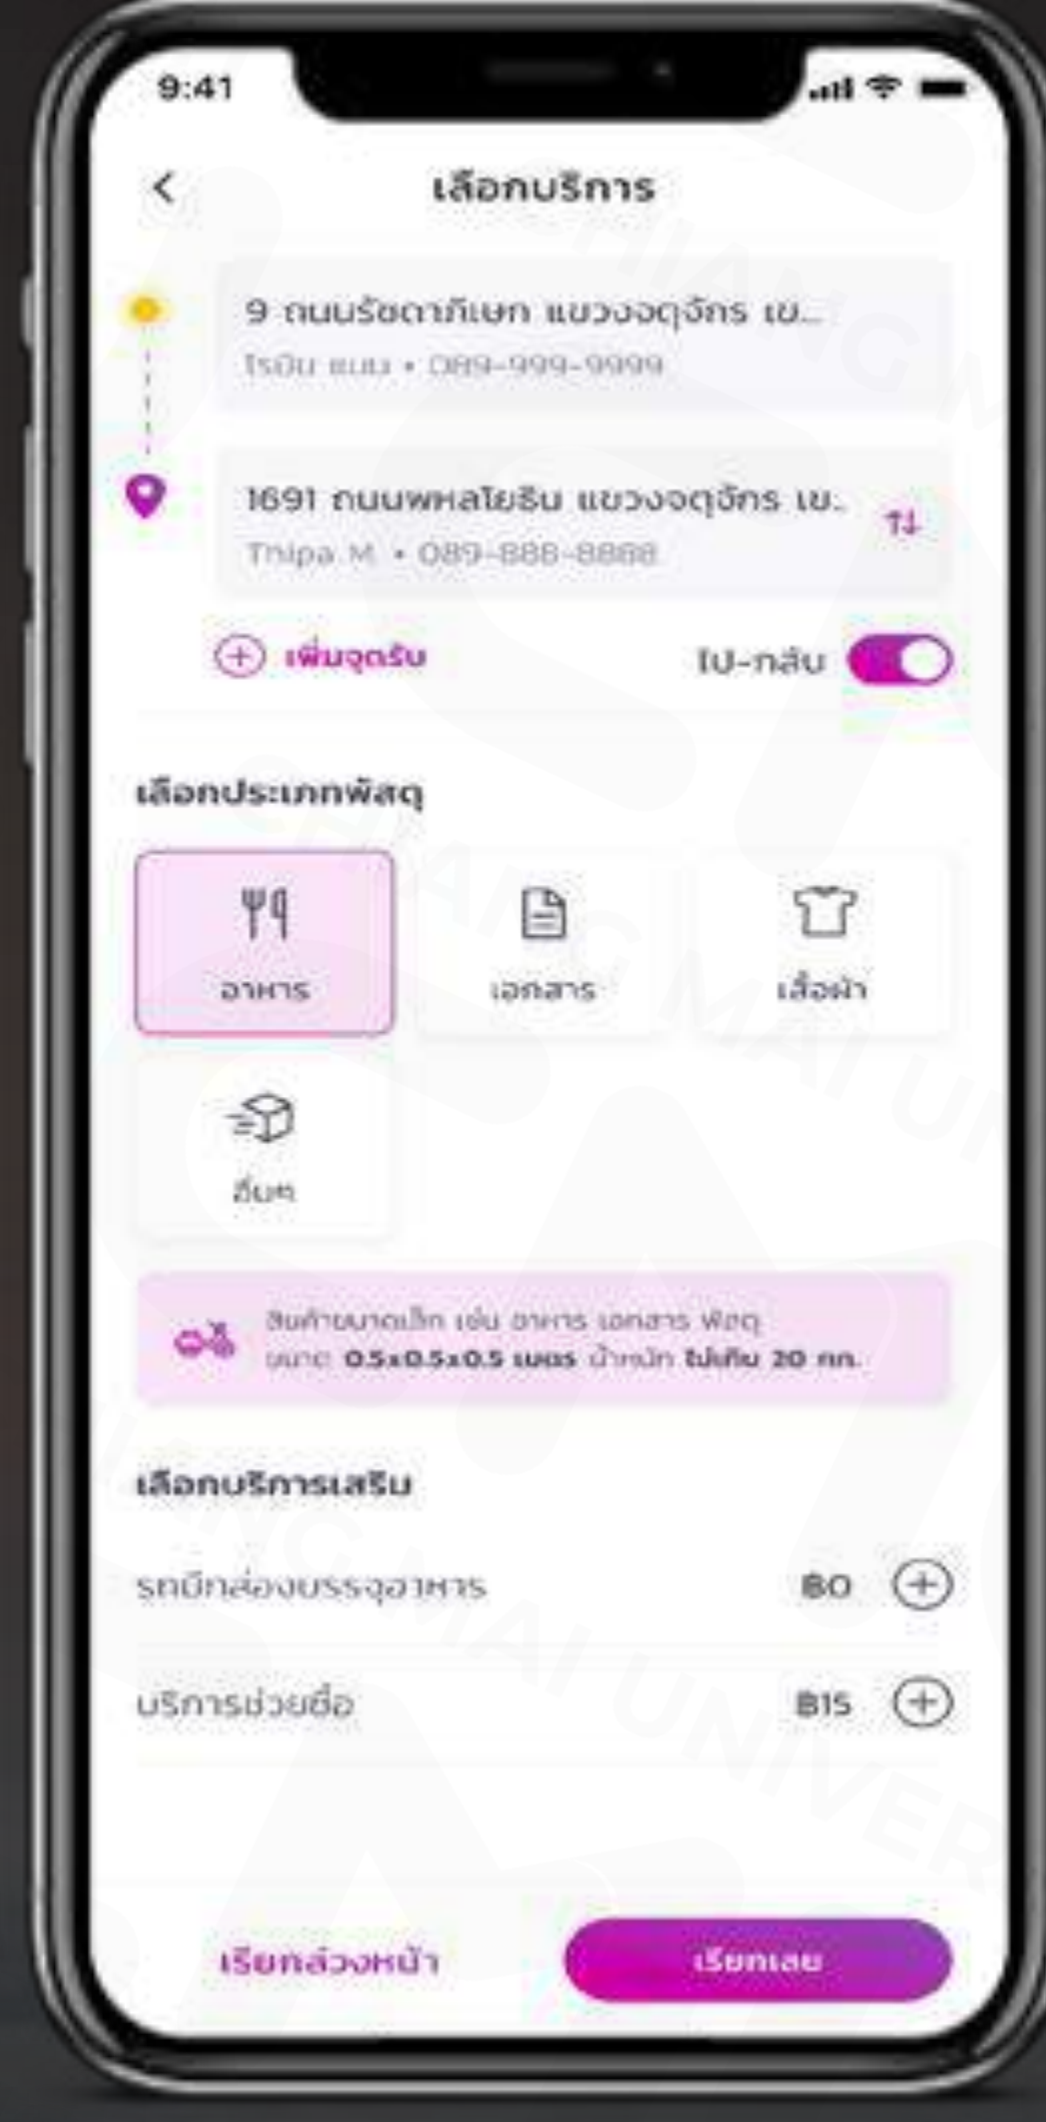 9:41
เลือกบริการ
9 ถนนรัชดาภิเษก แขวงจตุจักร เข...
โรบิน แบบ • 089-999-9999
1691 ถนนพหลโยธิน แขวงจตุจักร เข..
Thipa M. • 089-888-8888
เพิ่มจุดรับ
ไป-กลับ
เลือกประเภทพัสดุ
อาหาร
เอกสาร
เสื้อผ้า
อื่นๆ
สินค้าขนาดเล็ก เช่น อาหาร เอกสาร พัสดุ
ขนาด 0.5x0.5x0.5 เมตร น้ำหนัก ไม่เกิน 20 กก.
เลือกบริการเสริม
รถมีกล่องบรรจุอาหาร ฿0
บริการช่วยซื้อ ฿15
เรียกล่วงหน้า
เรียกเลย
CHIANG MAI UNIVER